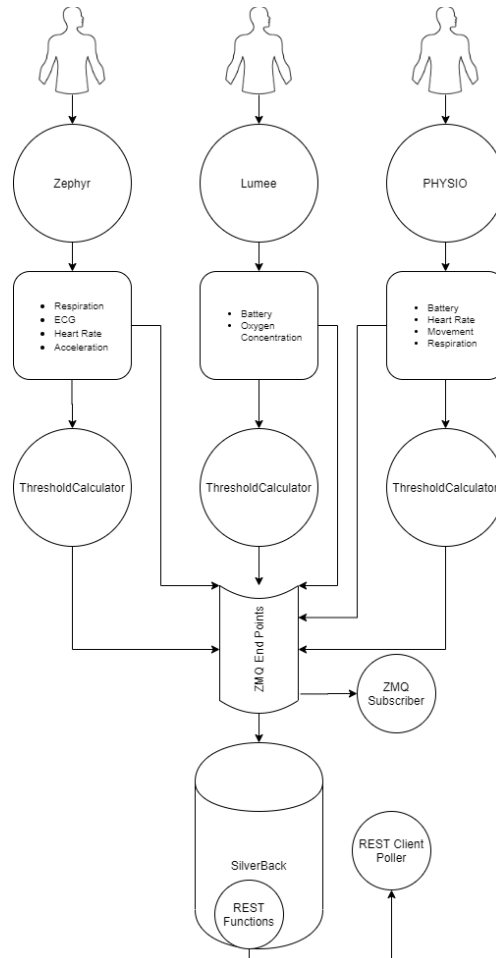 Zephyr
Lumee
PHYSIO
Respiration
ECG
Heart Rate
Acceleration
Battery
Oxygen
Concentration
Battery
Heart Rate
Movement
Respiration
ThresholdCalculator
ThresholdCalculator
ThresholdCalculator
ZMQ End Points
ZMQ
Subscriber
SilverBack
REST
Functions
REST Client
Poller